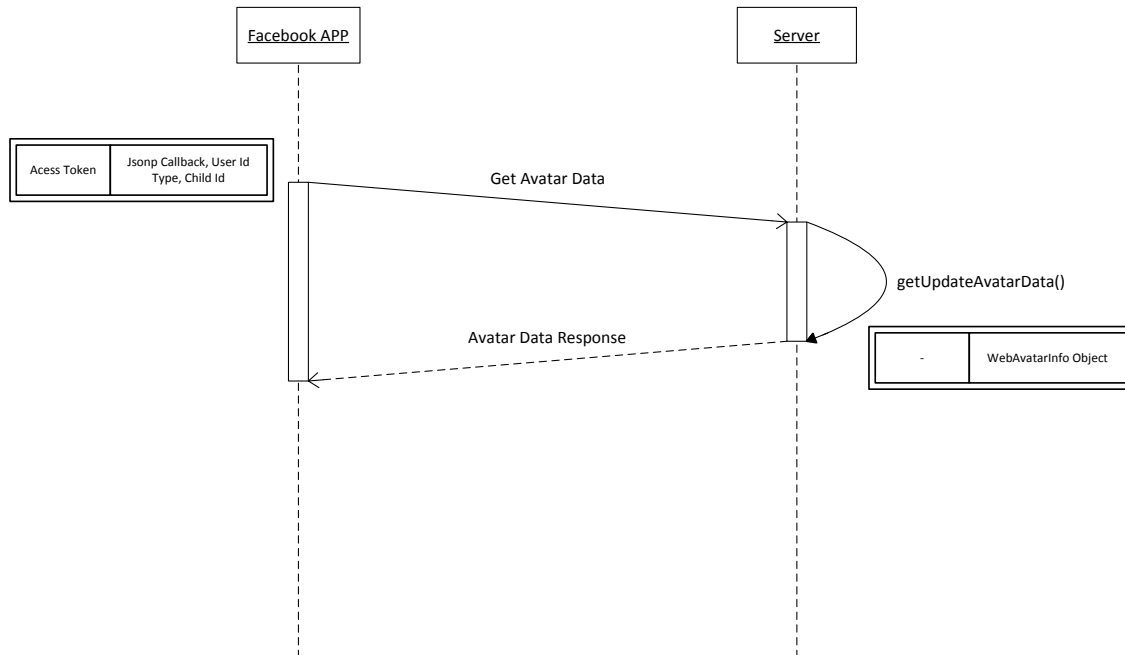 Facebook APP
Server
Acess Token
Jsonp Callback, User Id
Type, Child Id
Get Avatar Data
getUpdateAvatarData()
Avatar Data Response
-
WebAvatarInfo Object